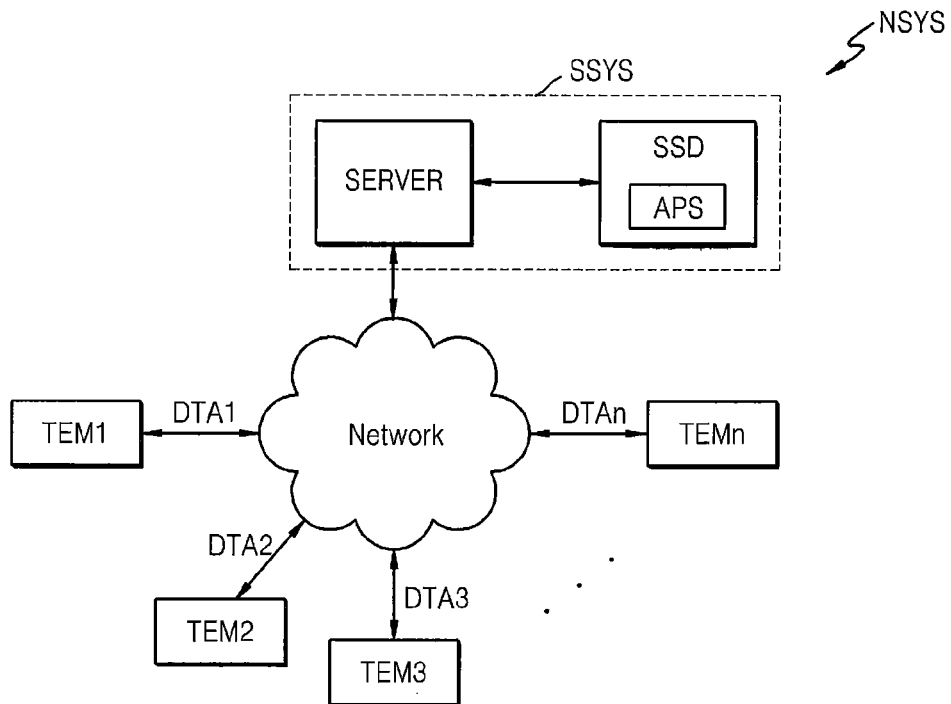 NSYS
SSYS
SERVER
SSD
APS
Network
TEM1
DTA1
DTAn
TEMn
DTA2
TEM2
DTA3
TEM3